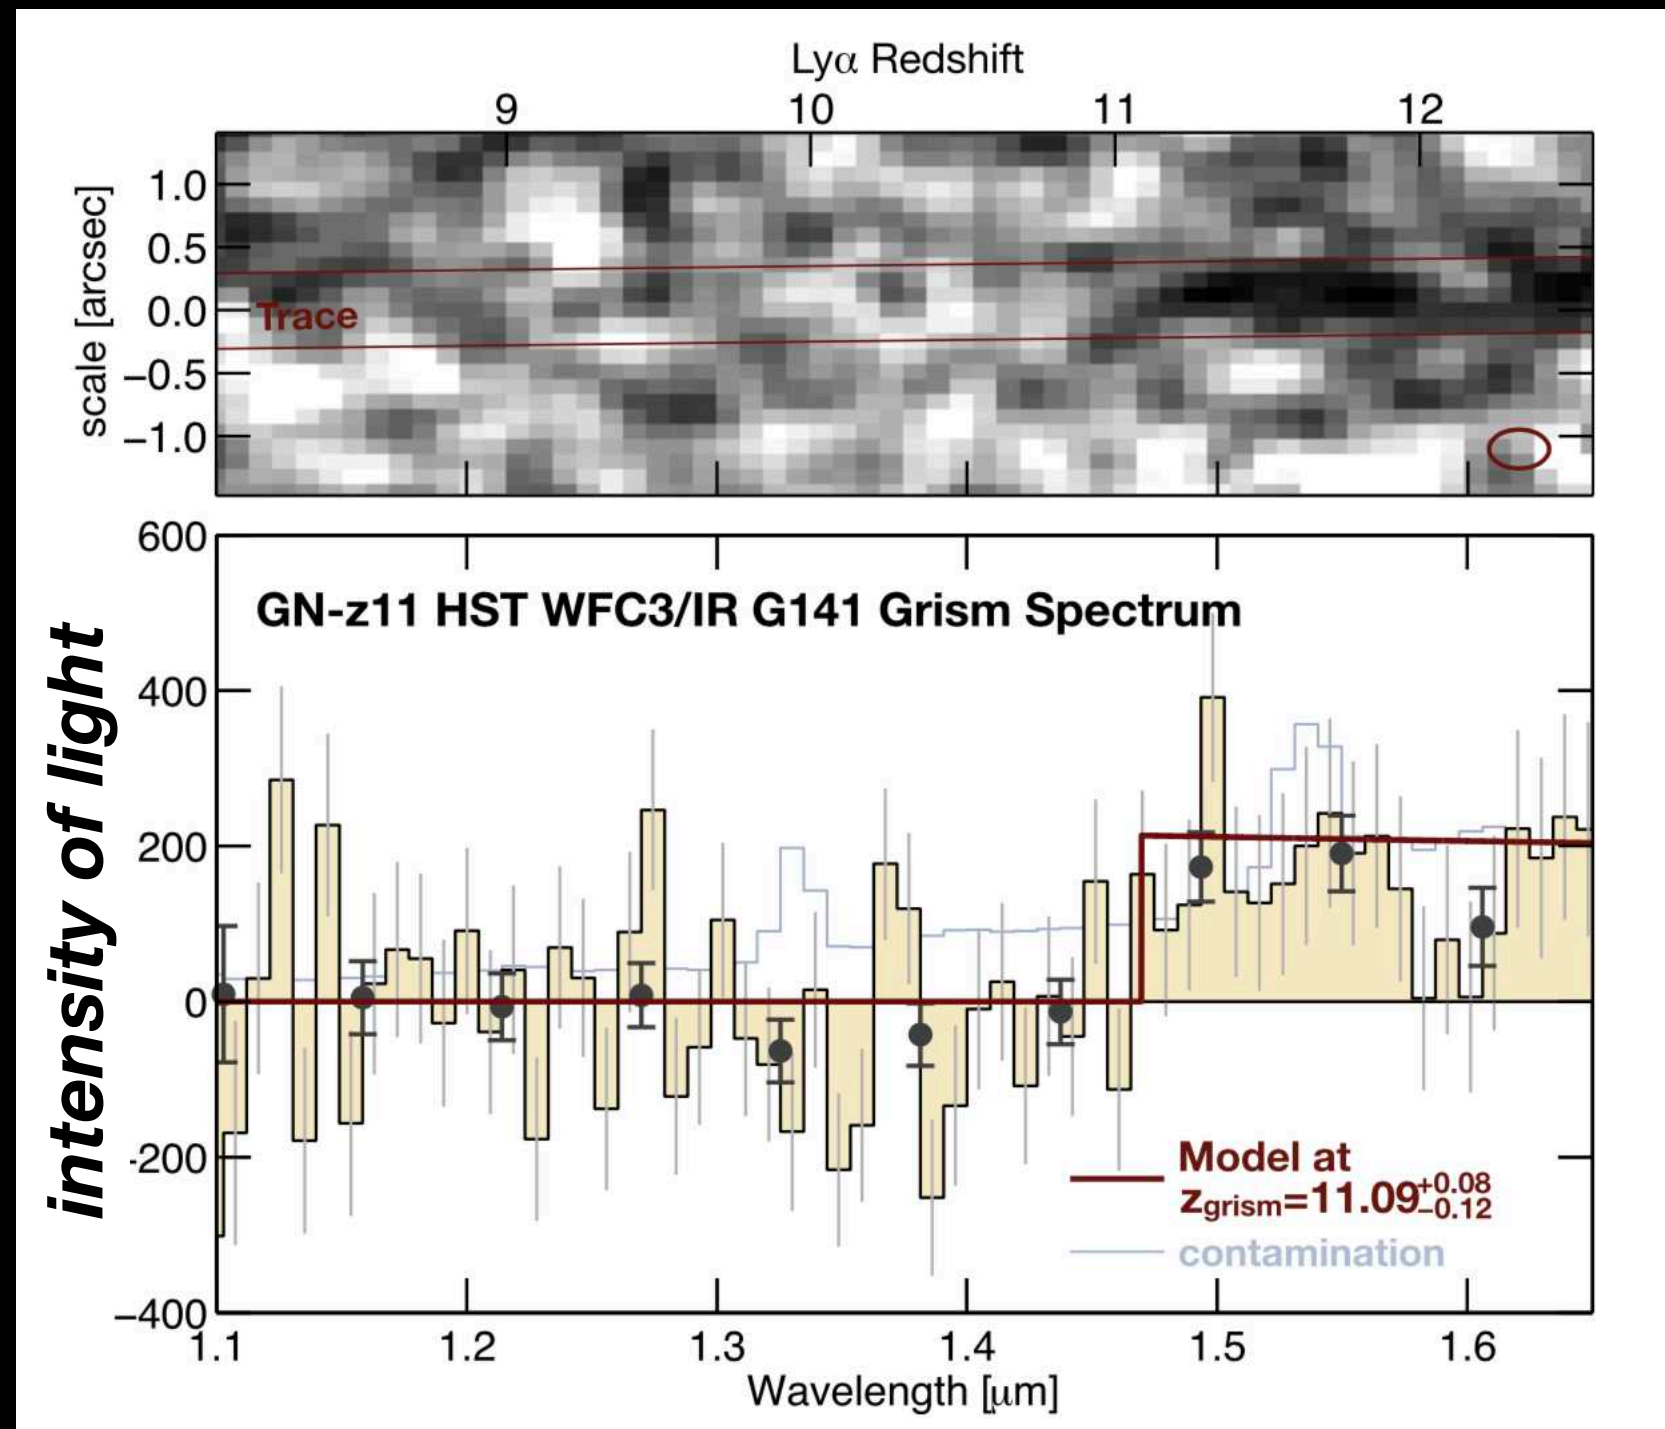 Lyα Redshift
9 10 11 12
scale [arcsec]
1.0
0.5
0.0
−0.5
−1.0
Trace
intensity of light
600
400
200
0
-200
−400
GN-z11 HST WFC3/IR G141 Grism Spectrum
Model at
zgrism=11.09+0.08−0.12
contamination
1.1 1.2 1.3 1.4 1.5 1.6
Wavelength [μm]